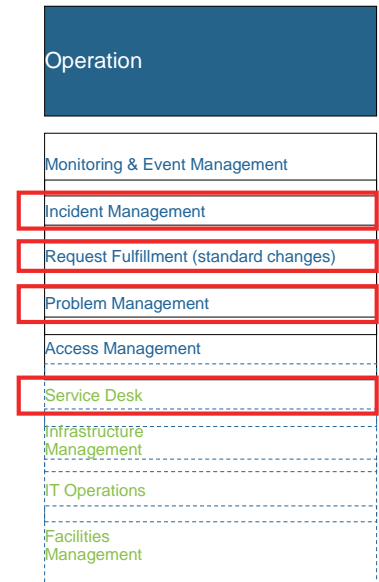 Operation
Monitoring & Event Management
Incident Management
Request Fulfillment (standard changes)
Problem Management
Access Management
Service Desk
Infrastructure
Management
IT Operations
Facilities
Management